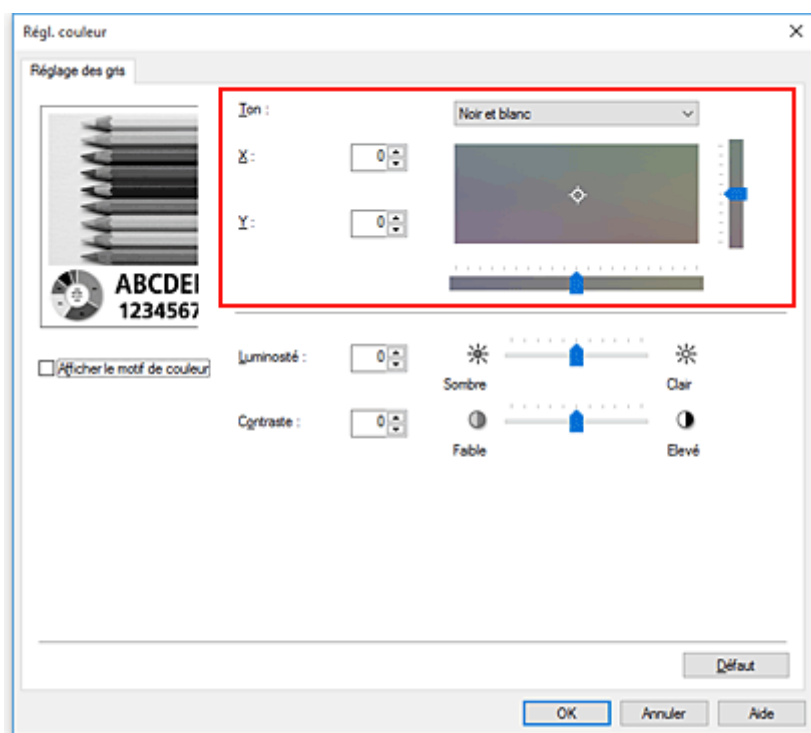 Régl. couleur
Réglage des gris
Ton :
Noir et blanc
X :
0
Y :
0
ABCDEI
1234567
Afficher le motif de couleur
Luminosité :
0
Sombre
Clair
Contraste :
0
Faible
Elevé
Défaut
OK
Annuler
Aide